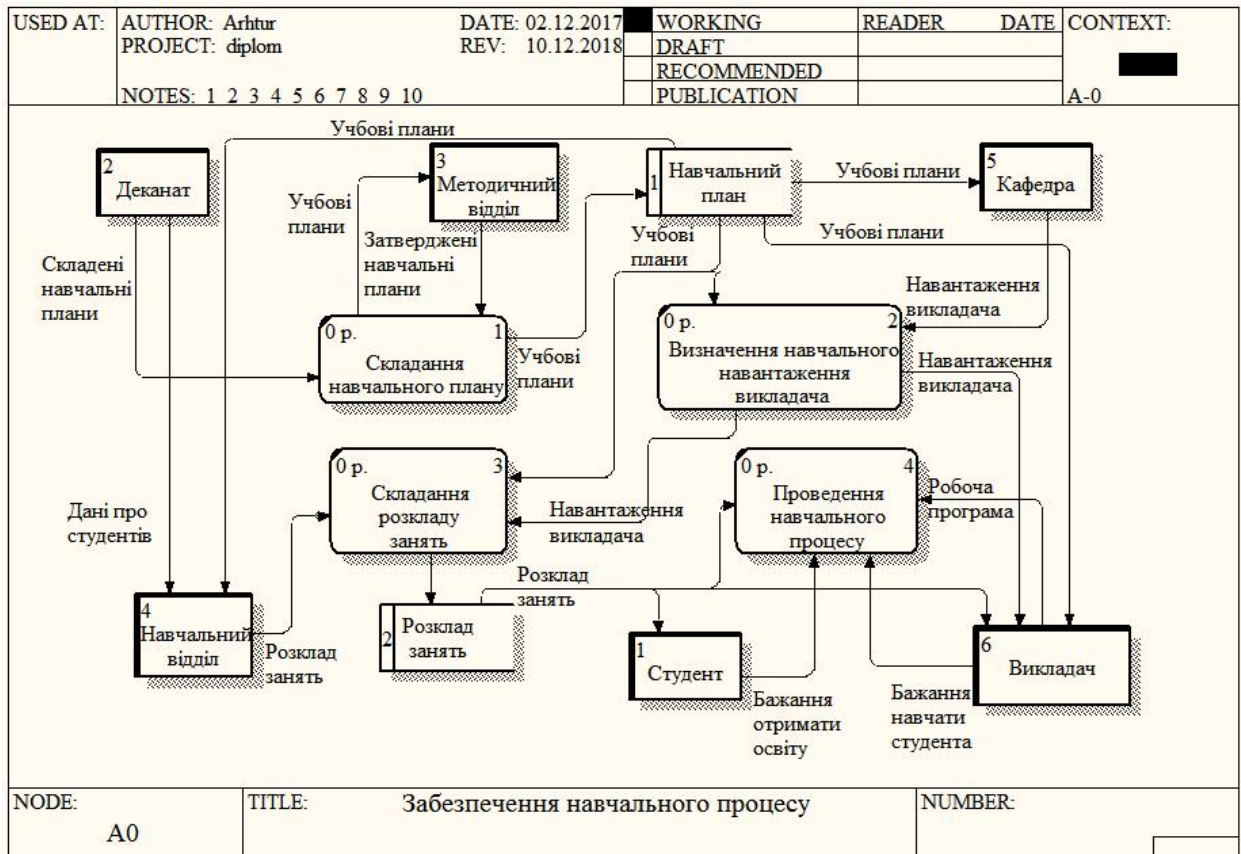 USED AT:
AUTHOR: Arhtur
DATE: 02.12.2017
WORKING
READER
DATE
CONTEXT:
PROJECT: diplom
REV: 10.12.2018
DRAFT
RECOMMENDED
NOTES: 1 2 3 4 5 6 7 8 9 10
PUBLICATION
A-0
Учбові плани
2
Деканат
3
Методичний
відділ
1
Навчальний
план
Учбові плани
5
Кафедра
Учбові
плани
Затверджені
навчальні
плани
Учбові
плани
Учбові плани
Складені
навчальні
плани
Навантаження
викладача
0 р.
1
Складання
навчального плану
Учбові
плани
0 р.
2
Визначення навчального
навантаження
викладача
Навантаження
викладача
0 р.
3
Складання
розкладу
занять
Навантаження
викладача
0 р.
4
Проведення
навчального
процесу
Робоча
програма
Дані про
студентів
Розклад
занять
4
Навчальний
відділ
Розклад
занять
2
Розклад
занять
1
Студент
Бажання
отримати
освіту
6
Викладач
Бажання
навчати
студента
NODE:
A0
TITLE:
Забезпечення навчального процесу
NUMBER: